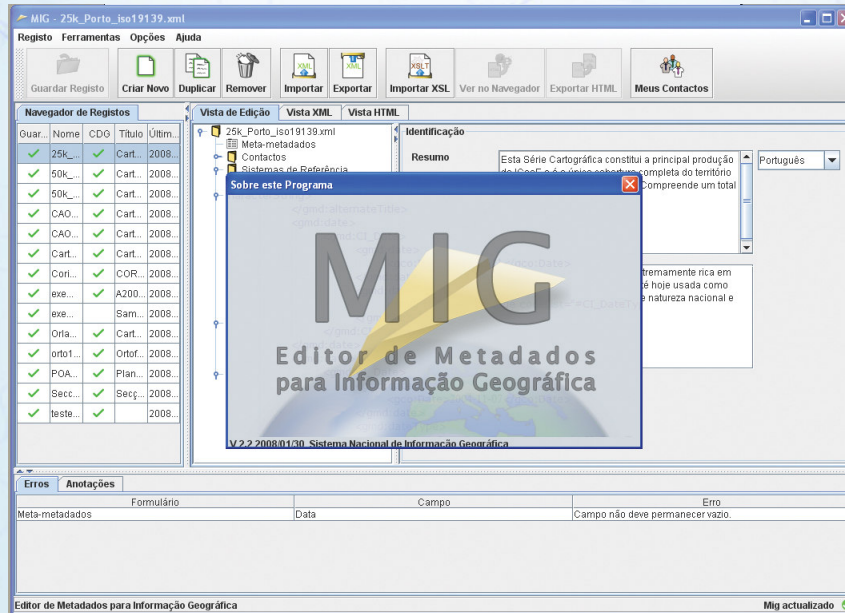 MIG - 25k_Porto_iso19139.xml
Registo Ferramentas Opções Ajuda
Guardar Registo Criar Novo Duplicar Remover Importar Exportar Importar XSL Ver no Navegador Exportar HTML Meus Contactos
Navegador de Registos
Vista de Edição Vista XML Vista HTML
Guar... Nome CDG Título Últim...
25k_... Cart... 2008...
50k_... Cart... 2008...
50k_... Cart... 2008...
CAO... Cart... 2008...
CAO... Cart... 2008...
Cart... Cart... 2008...
Cori... COR... 2008...
exe... A200... 2008...
exe... Sam... 2008...
Orla... Cart... 2008...
orto1... Ortof... 2008...
POA... Plan... 2008...
Secc... Secç... 2008...
teste... 2008...
25k_Porto_iso19139.xml
Meta-metadados
Contactos
Sistemas de Referência
Identificação
Resumo
Esta Série Cartográfica constitui a principal produção
completa do território
Compreende um total
Português
tremamente rica em
hoje usada como
natureza nacional e
Sobre este Programa
MIG
Editor de Metadados
para Informação Geográfica
V 2.2 2008/01/30 Sistema Nacional de Informação Geográfica
Erros Anotações
Formulário Campo Erro
Meta-metadados Data Campo não deve permanecer vazio.
Editor de Metadados para Informação Geográfica Mig actualizado